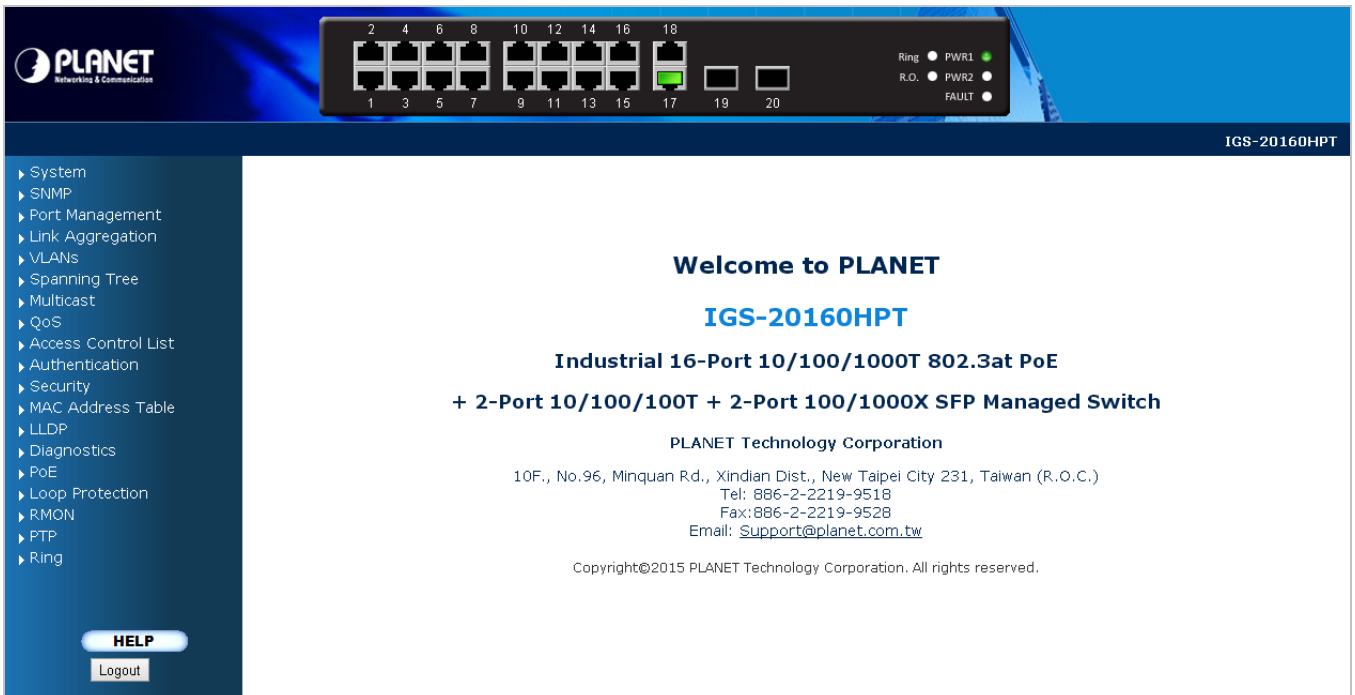 PLANET
Networking & Communication
2 4 6 8 10 12 14 16 18
Ring PWR1
R.O. PWR2
FAULT
1 3 5 7 9 11 13 15 17 19 20
IGS-20160HPT
System
SNMP
Port Management
Link Aggregation
VLANs
Spanning Tree
Multicast
QoS
Access Control List
Authentication
Security
MAC Address Table
LLDP
Diagnostics
PoE
Loop Protection
RMON
PTP
Ring
HELP
Logout
Welcome to PLANET
IGS-20160HPT
Industrial 16-Port 10/100/1000T 802.3at PoE
+ 2-Port 10/100/100T + 2-Port 100/1000X SFP Managed Switch
PLANET Technology Corporation
10F., No.96, Minquan Rd., Xindian Dist., New Taipei City 231, Taiwan (R.O.C.)
Tel: 886-2-2219-9518
Fax:886-2-2219-9528
Email: Support@planet.com.tw
Copyright©2015 PLANET Technology Corporation. All rights reserved.